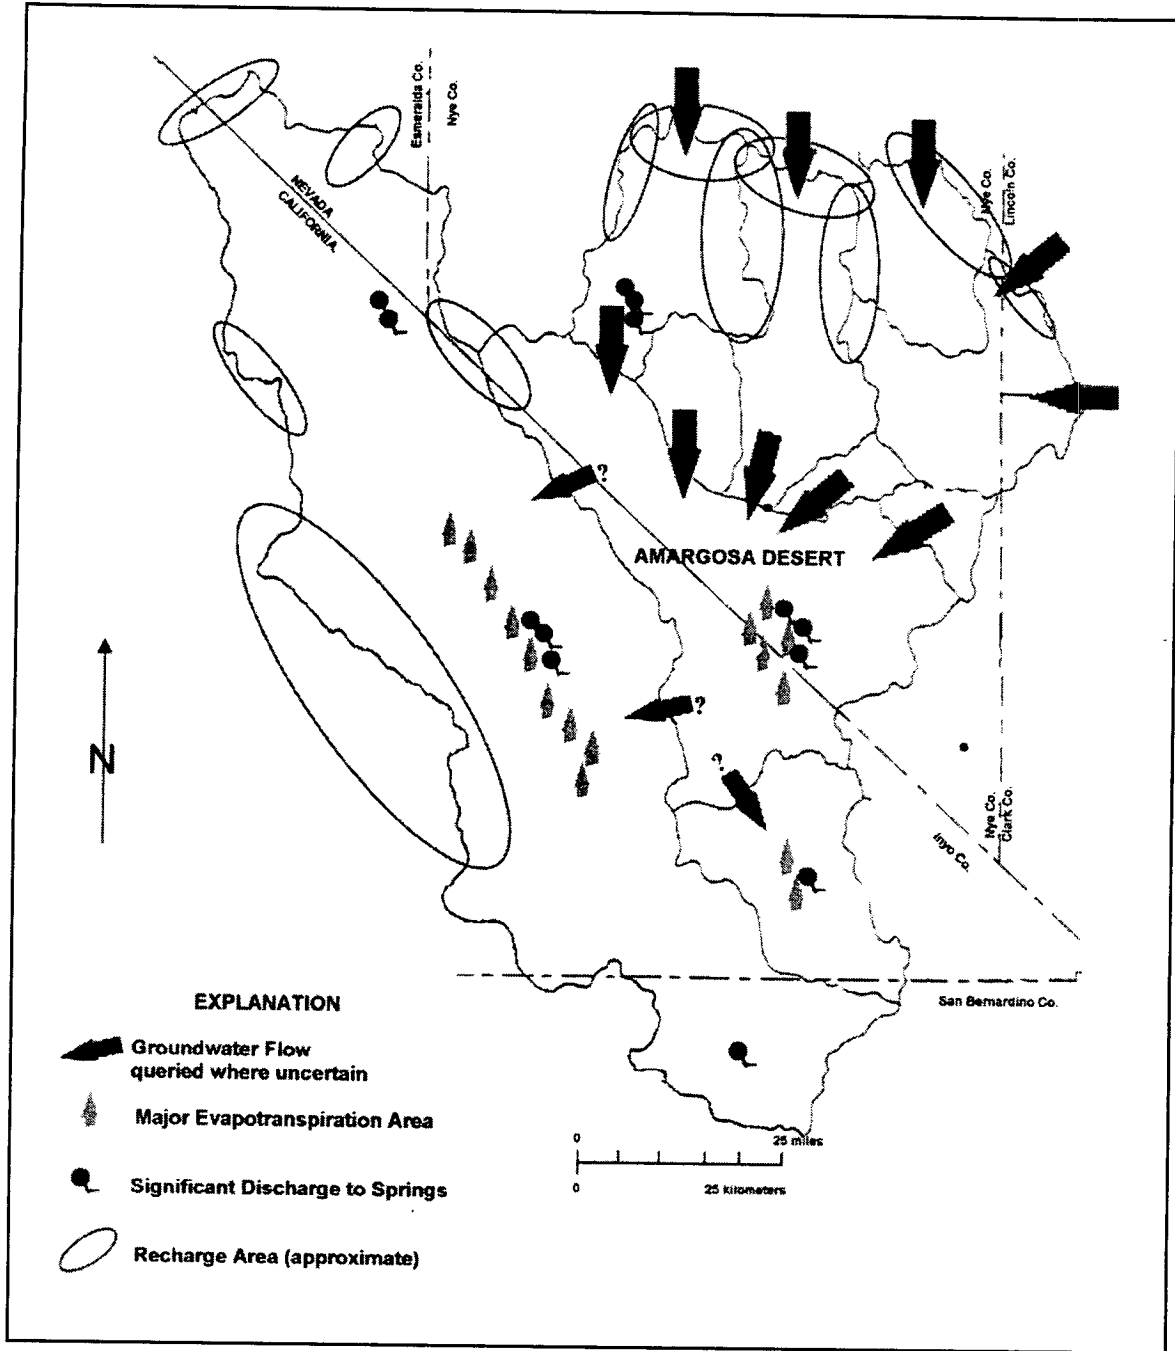 Esmeralda Co.
Nye Co.
NEVADA
CALIFORNIA
Nye Co.
Lincoln Co.
?
AMARGOSA DESERT
?
?
N
Nye Co.
Clark Co.
Inyo Co.
San Bernardino Co.
EXPLANATION
Groundwater Flow
queried where uncertain
Major Evapotranspiration Area
Significant Discharge to Springs
Recharge Area (approximate)
0
25 miles
0
25 kilometers